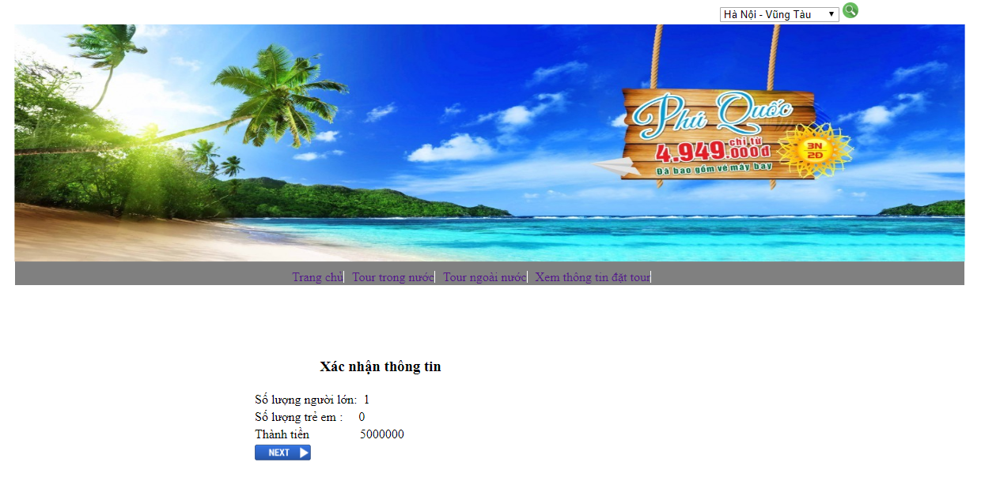 Hà Nội - Vũng Tàu
Phú Quốc
chỉ từ
4.949.000đ
Đã bao gồm vé máy bay
3N
2Đ
Trang chủ Tour trong nước Tour ngoài nước Xem thông tin đặt tour
Xác nhận thông tin
Số lượng người lớn: 1
Số lượng trẻ em : 0
Thành tiền 5000000
NEXT